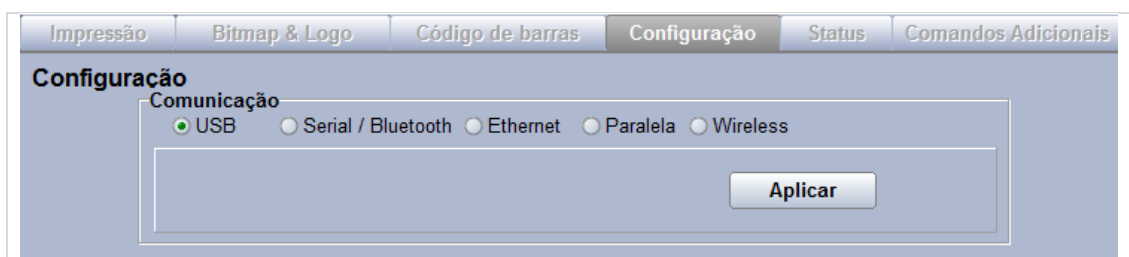 Impressão Bitmap & Logo Código de barras Configuração Status Comandos Adicionais
Configuração
Comunicação
USB Serial / Bluetooth Ethernet Paralela Wireless
Aplicar